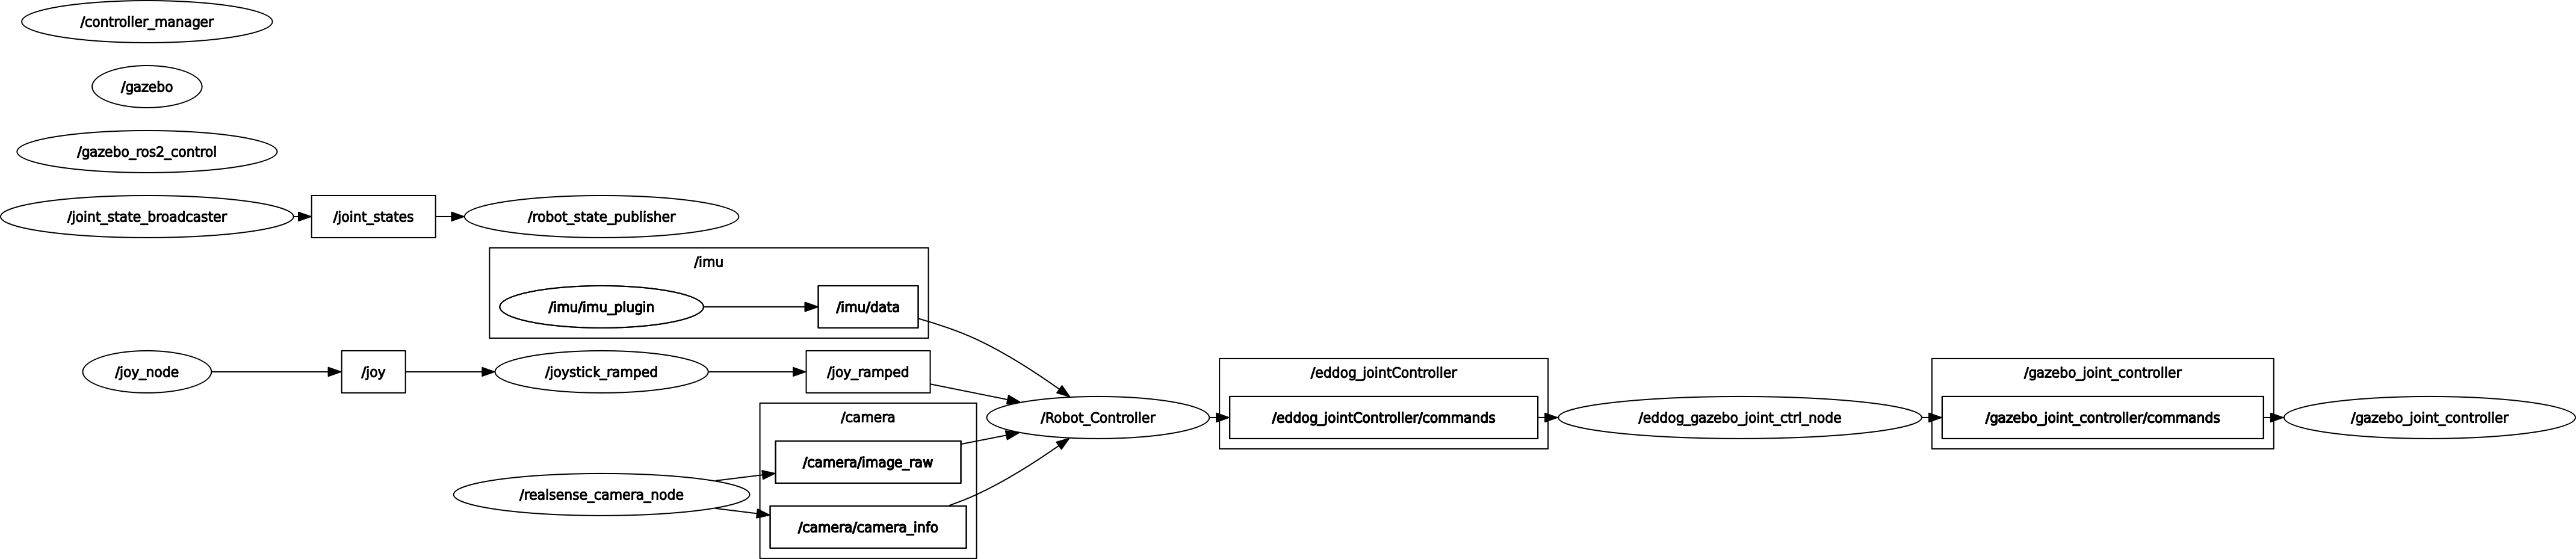 /controller_manager
/gazebo
/gazebo_ros2_control
/joint_state_broadcaster
/joint_states
/robot_state_publisher
/imu
/imu/imu_plugin
/imu/data
/joy_node
/joy
/joystick_ramped
/joy_ramped
/camera
/camera/image_raw
/realsense_camera_node
/camera/camera_info
/Robot_Controller
/eddog_jointController
/eddog_jointController/commands
/eddog_gazebo_joint_ctrl_node
/gazebo_joint_controller
/gazebo_joint_controller/commands
/gazebo_joint_controller